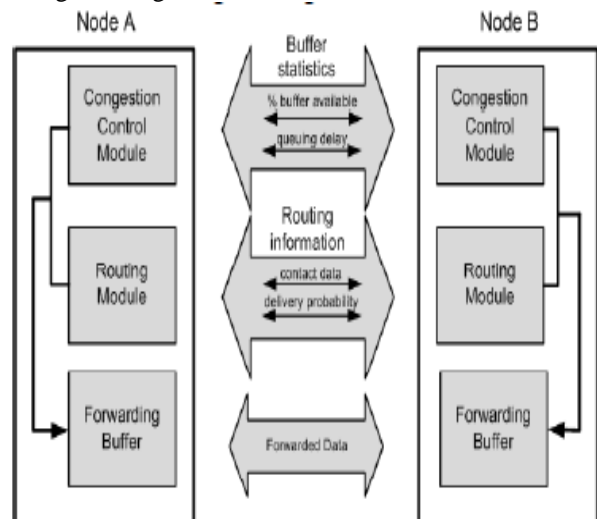 Node A
Node B
Congestion
Control
Module
Routing
Module
Forwarding
Buffer
Buffer
statistics
% buffer available
queuing delay
Routing
information
contact data
delivery probability
Forwarded Data
Congestion
Control
Module
Routing
Module
Forwarding
Buffer